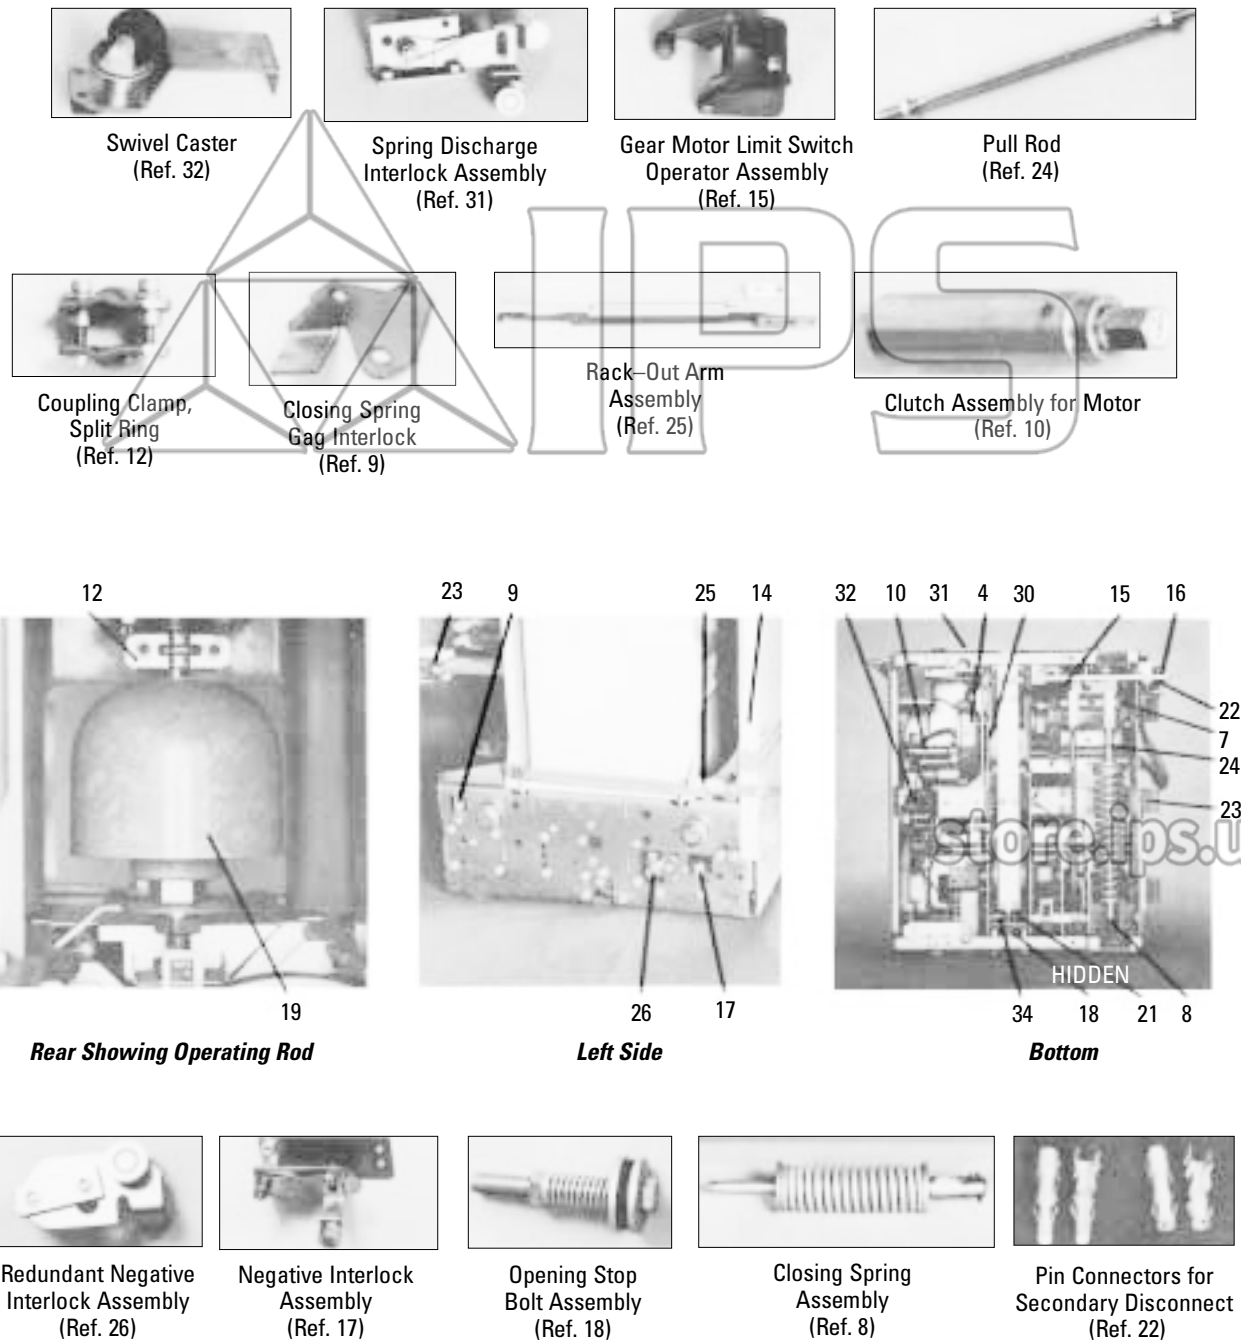 Swivel Caster
(Ref. 32)
Spring Discharge
Interlock Assembly
(Ref. 31)
Gear Motor Limit Switch
Operator Assembly
(Ref. 15)
Pull Rod
(Ref. 24)
IPS
Coupling Clamp,
Split Ring
(Ref. 12)
Closing Spring
Gag Interlock
(Ref. 9)
Rack–Out Arm
Assembly
(Ref. 25)
Clutch Assembly for Motor
(Ref. 10)
12
23 9 25 14
32 10 31 4 30 15 16
22
7
24
23
store.ips.u
HIDDEN
19
26 17
34 18 21 8
Rear Showing Operating Rod
Left Side
Bottom
Redundant Negative
Interlock Assembly
(Ref. 26)
Negative Interlock
Assembly
(Ref. 17)
Opening Stop
Bolt Assembly
(Ref. 18)
Closing Spring
Assembly
(Ref. 8)
Pin Connectors for
Secondary Disconnect
(Ref. 22)